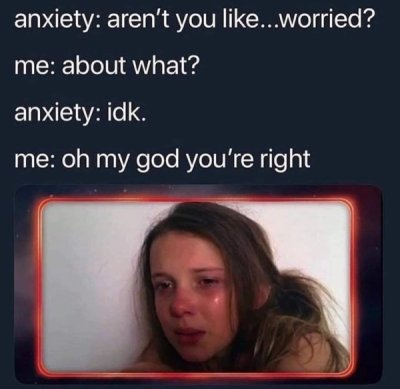 anxiety: aren’t you like...worried?
me: about what?
anxiety: idk.
me: oh my god you’re right